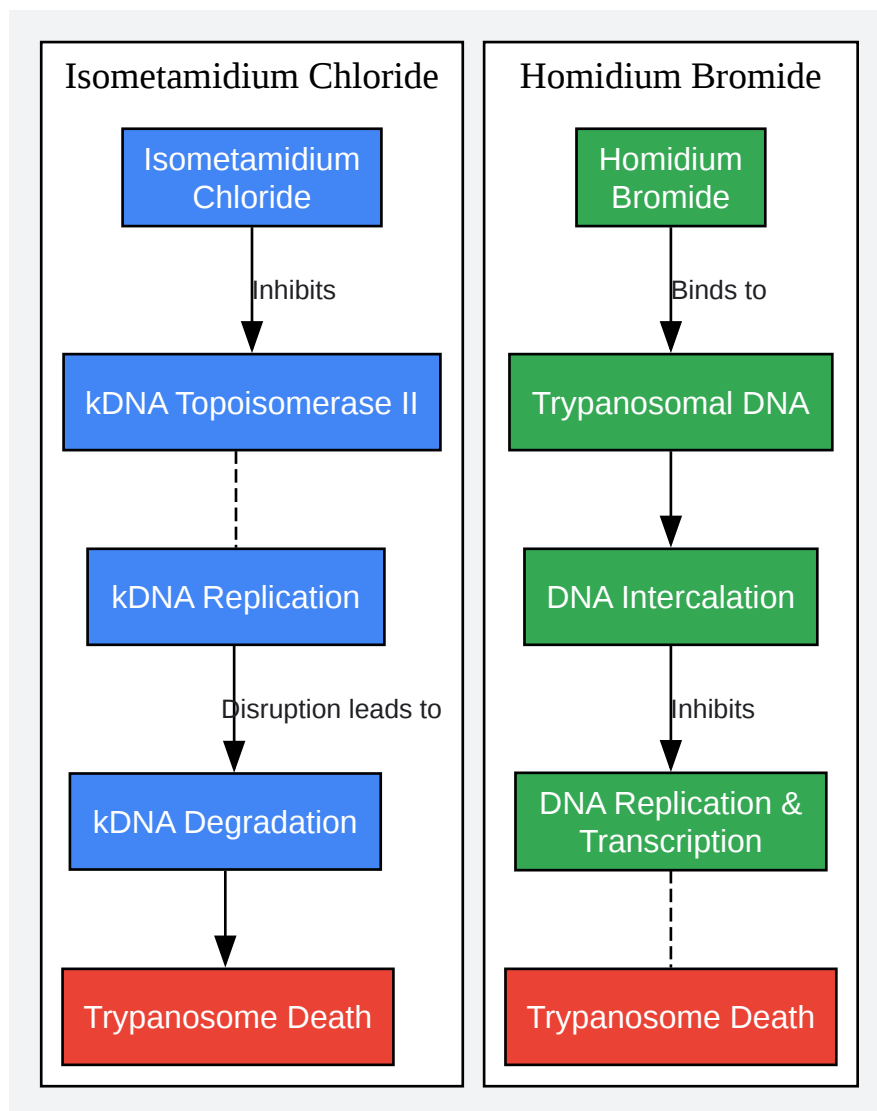 Isometamidium Chloride
Isometamidium
Chloride
Inhibits
kDNA Topoisomerase II
kDNA Replication
Disruption leads to
kDNA Degradation
Trypanosome Death
Homidium Bromide
Homidium
Bromide
Binds to
Trypanosomal DNA
DNA Intercalation
Inhibits
DNA Replication &
Transcription
Trypanosome Death